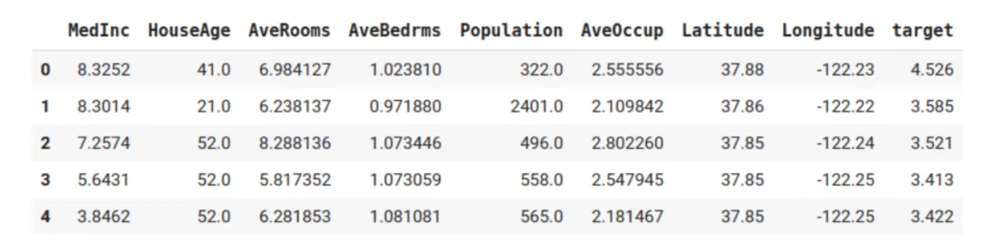 MedInc HouseAge AveRooms AveBedrms Population AveOccup Latitude Longitude target
0 8.3252 41.0 6.984127 1.023810 322.0 2.555556 37.88 -122.23 4.526
1 8.3014 21.0 6.238137 0.971880 2401.0 2.109842 37.86 -122.22 3.585
2 7.2574 52.0 8.288136 1.073446 496.0 2.802260 37.85 -122.24 3.521
3 5.6431 52.0 5.817352 1.073059 558.0 2.547945 37.85 -122.25 3.413
4 3.8462 52.0 6.281853 1.081081 565.0 2.181467 37.85 -122.25 3.422